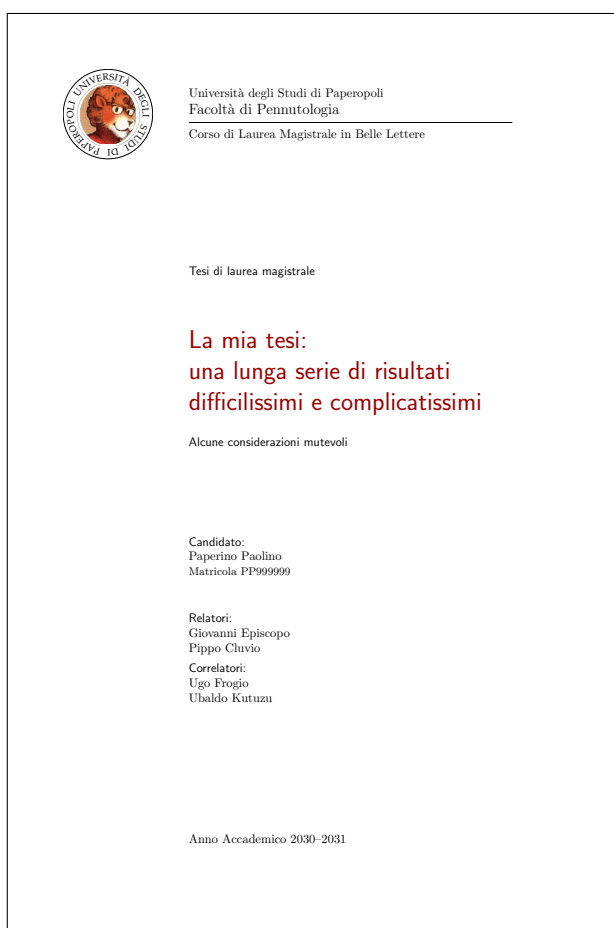 UNIVERSITÀ DEGLI STUDI DI PAPEROPOLI
Università degli Studi di Paperopoli
Facoltà di Pennutologia
Corso di Laurea Magistrale in Belle Lettere
Tesi di laurea magistrale
La mia tesi:
una lunga serie di risultati
difficilissimi e complicatissimi
Alcune considerazioni mutevoli
Candidato:
Paperino Paolino
Matricola PP999999
Relatori:
Giovanni Episcopo
Pippo Cluvio
Correlatori:
Ugo Frogio
Ubaldo Kutuzu
Anno Accademico 2030–2031